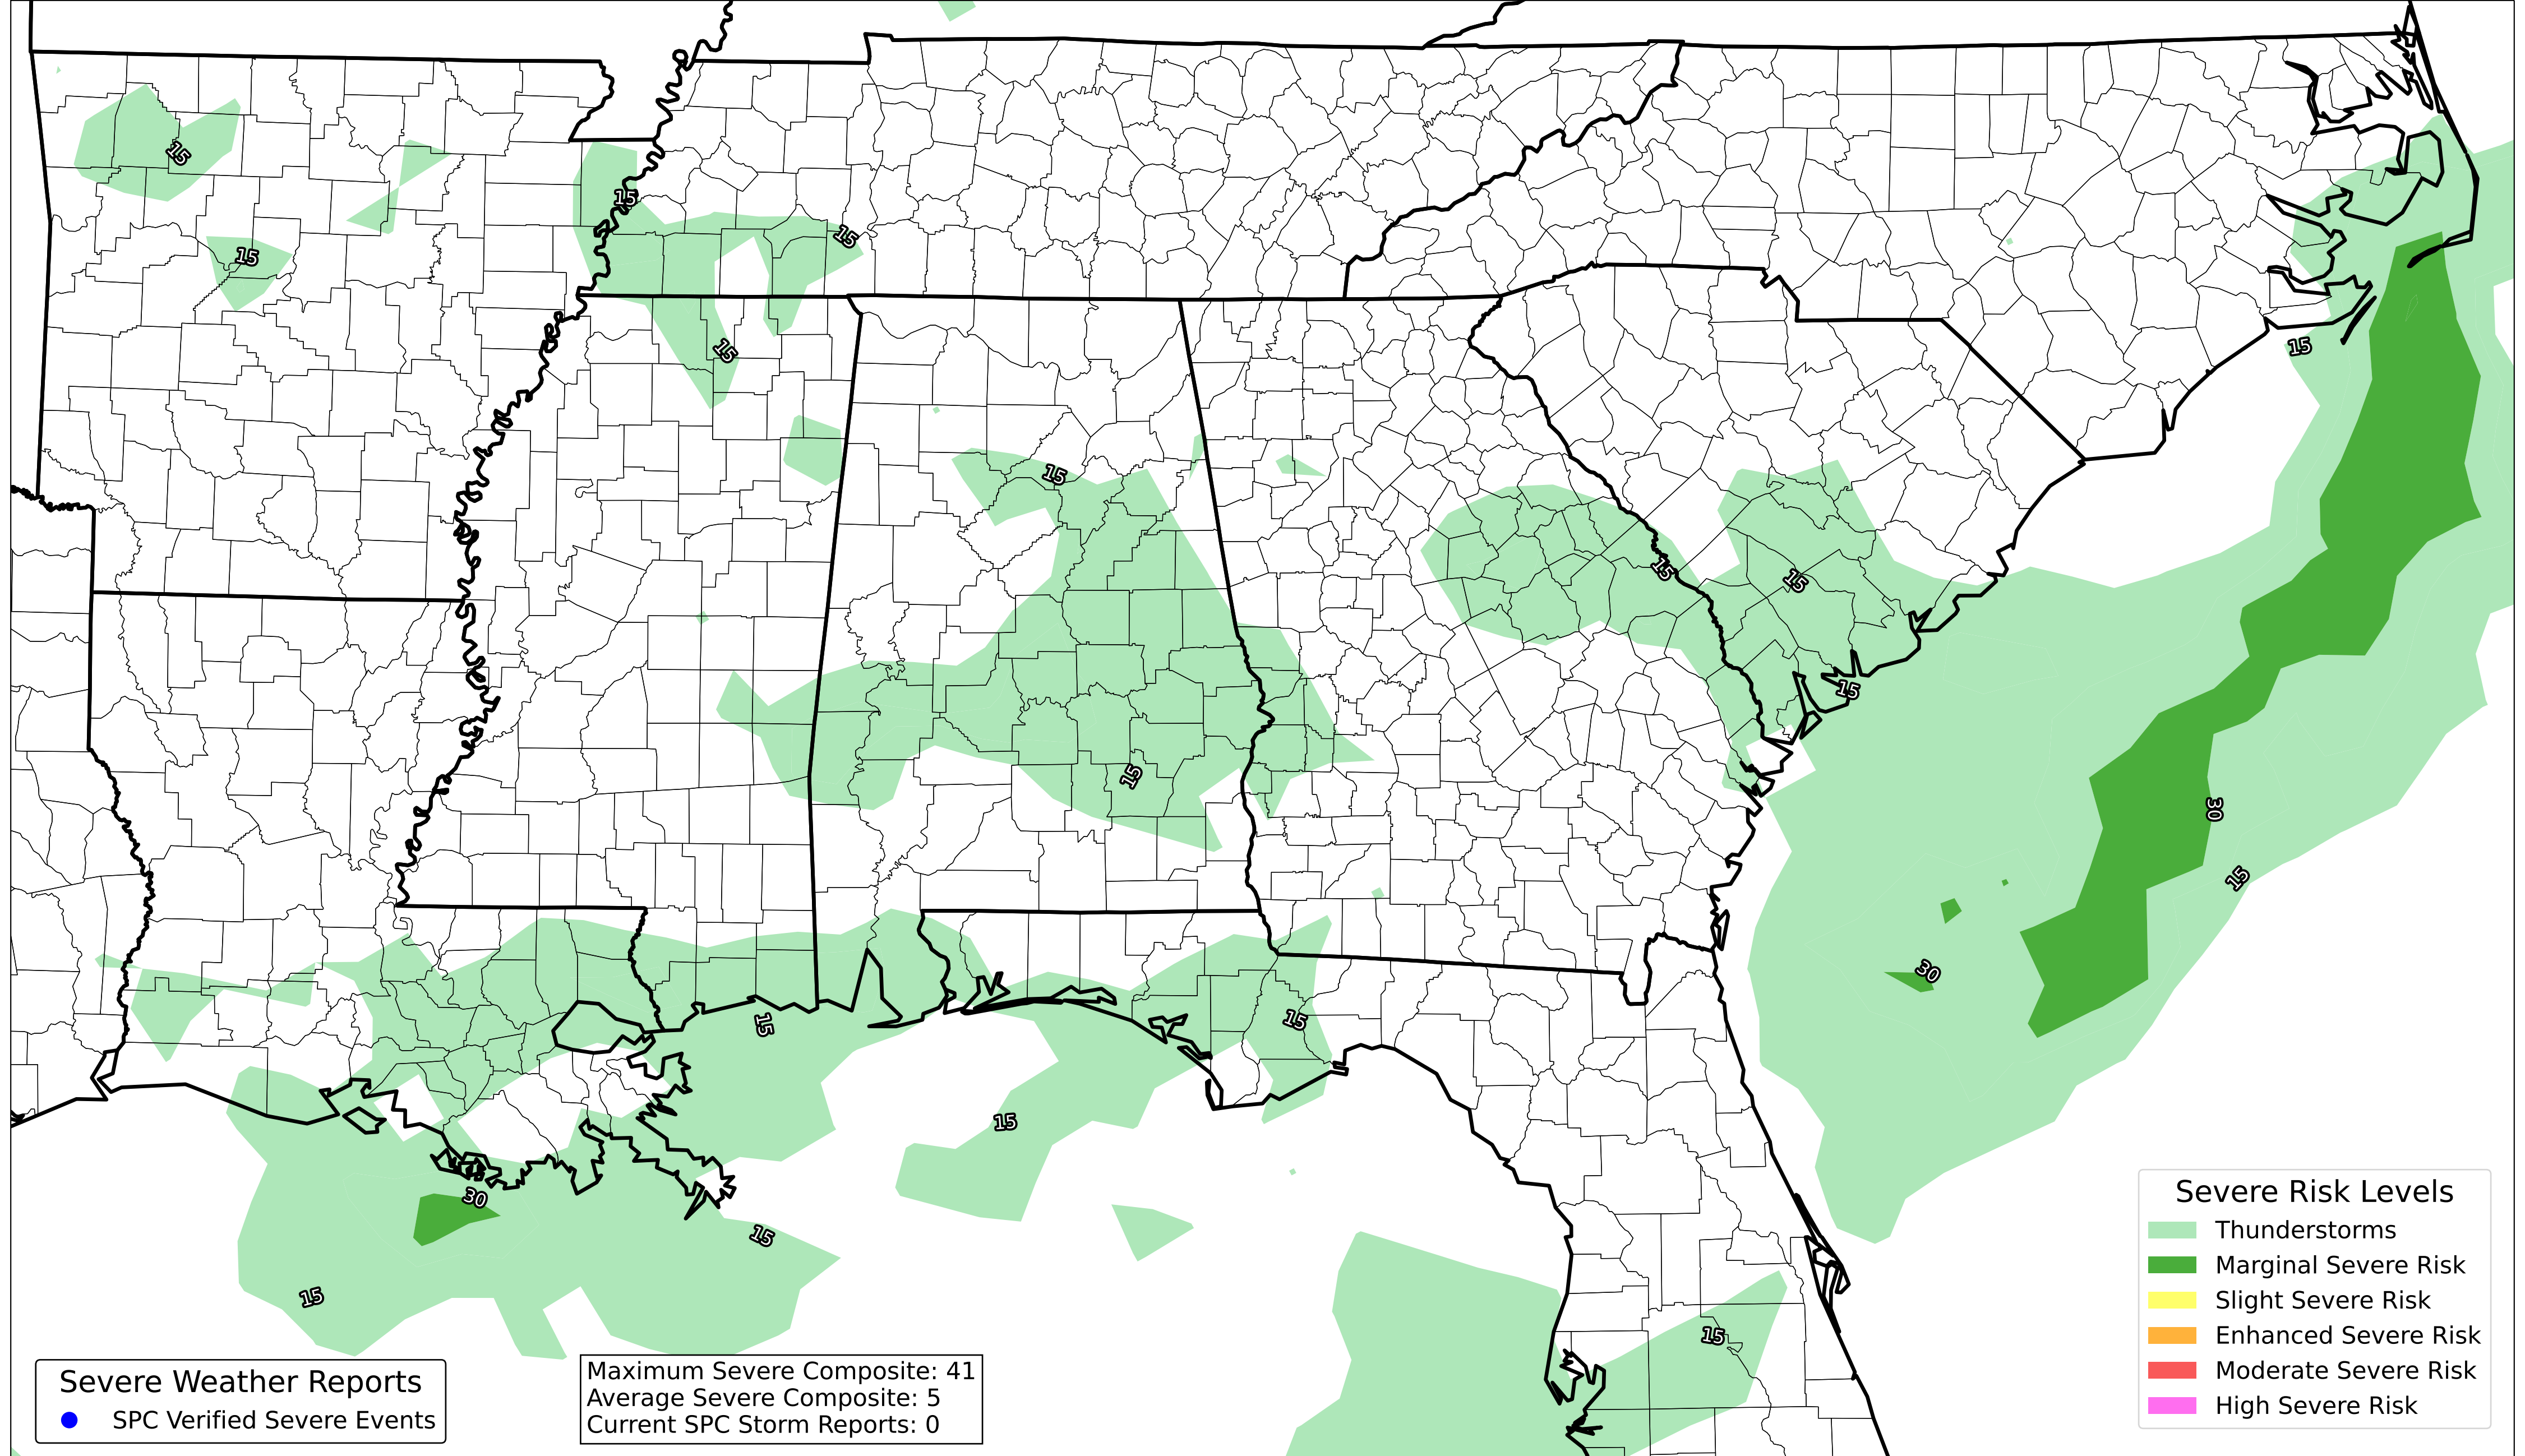 15
15
15
15
15
15
15
15
15
15
15
15
30
15
30
15
15
15
30
15
15
15
Severe Risk Levels
Thunderstorms
Marginal Severe Risk
Slight Severe Risk
Enhanced Severe Risk
Moderate Severe Risk
High Severe Risk
Severe Weather Reports
SPC Verified Severe Events
Maximum Severe Composite: 41
Average Severe Composite: 5
Current SPC Storm Reports: 0